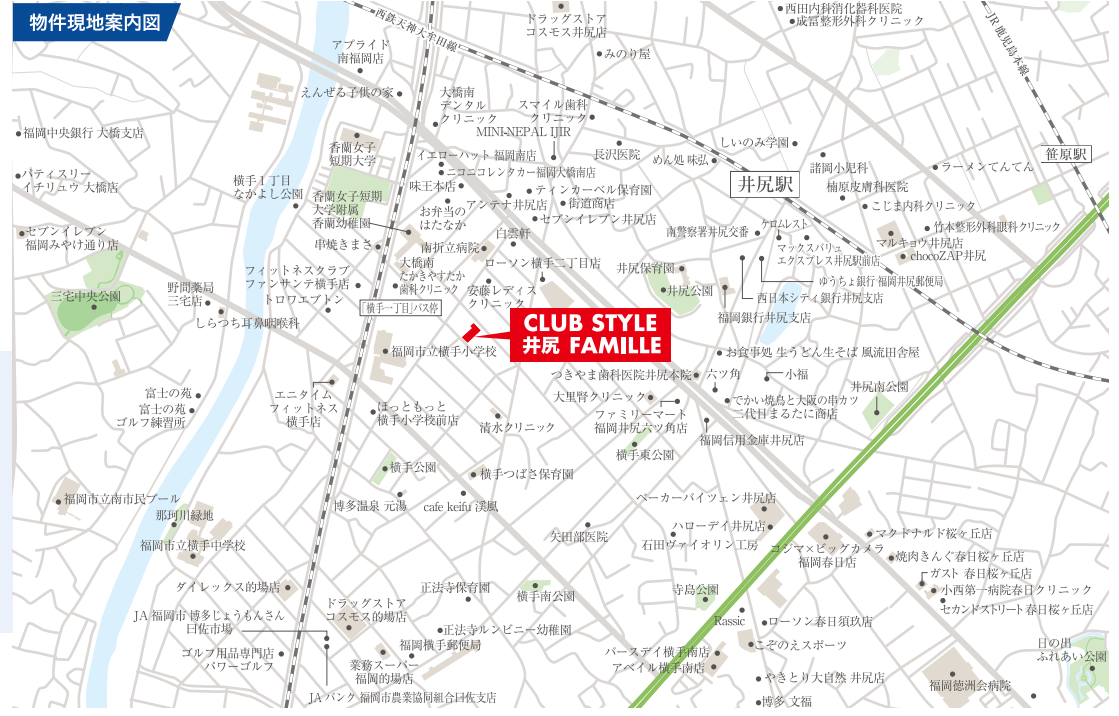 物件現地案内図
西鉄天神大牟田線
ドラッグストア
コスモス井尻店
西田内科消化器科医院
成冨整形外科クリニック
JR 鹿児島本線
アプライド
南福岡店
みのり屋
えんぜる子供の家
大橋南
デンタル
クリニック
スマイル歯科
クリニック
MINI-NEPAL IJIR
福岡中央銀行 大橋支店
香蘭女子
短期大学
長沢医院
しいのみ学園
めん処 味弘
諸岡小児科
笹原駅
イエローハット 福岡南店
ニコニコレンタカー福岡大橋南店
ラーメンてんてん
パティスリー
イチリュウ 大橋店
横手1丁目
なかよし公園
香蘭女子短期
大学附属
香蘭幼稚園
味王本店
ティンカーベル保育園
井尻駅
楠原皮膚科医院
アンテナ井尻店
街道商店
こじま内科クリニック
お弁当の
はたなか
セブンイレブン井尻店
セブンイレブン
福岡みやけ通り店
串焼きまさ
南折立病院
白雲軒
南警察署井尻交番
ケロムレスト
マックスバリュ
エクスプレス井尻駅前店
マルキョウ井尻店
竹本整形外科眼科クリニック
chocoZAP井尻
大橋南
たかきやすたか
歯科クリニック
ローソン横手二丁目店
井尻保育園
フィットネスクラブ
ファンサンテ横手店
トロワエブトン
安藤レディス
クリニック
井尻公園
ゆうちょ銀行 福岡井尻郵便局
西日本シティ銀行井尻支店
福岡銀行井尻支店
三宅中央公園
野間薬局
三宅店
しらつち耳鼻咽喉科
「横手一丁目」バス停
CLUB STYLE
井尻 FAMILLE
福岡市立横手小学校
お食事処 生うどん生そば 風流田舎屋
つきやま歯科医院井尻本院
六ツ角
小福
井尻南公園
富士の苑
富士の苑
ゴルフ練習所
エニタイム
フィットネス
横手店
ほっともっと
横手小学校前店
大里腎クリニック
でかい焼鳥と大阪の串カツ
二代目まるたに商店
ファミリーマート
福岡井尻六ツ角店
清水クリニック
福岡信用金庫井尻店
横手東公園
横手公園
横手つばさ保育園
福岡市立南市民プール
那珂川緑地
博多温泉 元湯
cafe keifu 渓風
ベーカーバイツェン井尻店
福岡市立横手中学校
矢田部医院
ハローデイ井尻店
石田ヴァイオリン工房
コジマ×ビッグカメラ
福岡春日店
マクドナルド桜ヶ丘店
焼肉きんぐ春日桜ヶ丘店
ガスト 春日桜ヶ丘店
小西第一病院春日クリニック
セカンドストリート春日桜ヶ丘店
ダイレックス的場店
正法寺保育園
横手南公園
寺島公園
JA 福岡市 博多じょうもんさん
曰佐市場
ドラッグストア
コスモス的場店
正法寺ルンビニー幼稚園
Rassic
ローソン春日須玖店
福岡横手郵便局
こぞのえスポーツ
日の出
ふれあい公園
ゴルフ用品専門店
パワーゴルフ
業務スーパー
福岡的場店
バースデイ横手南店
アベイル横手南店
やきとり大自然 井尻店
福岡徳洲会病院
JAバンク 福岡市農業協同組合曰佐支店
博多 文福